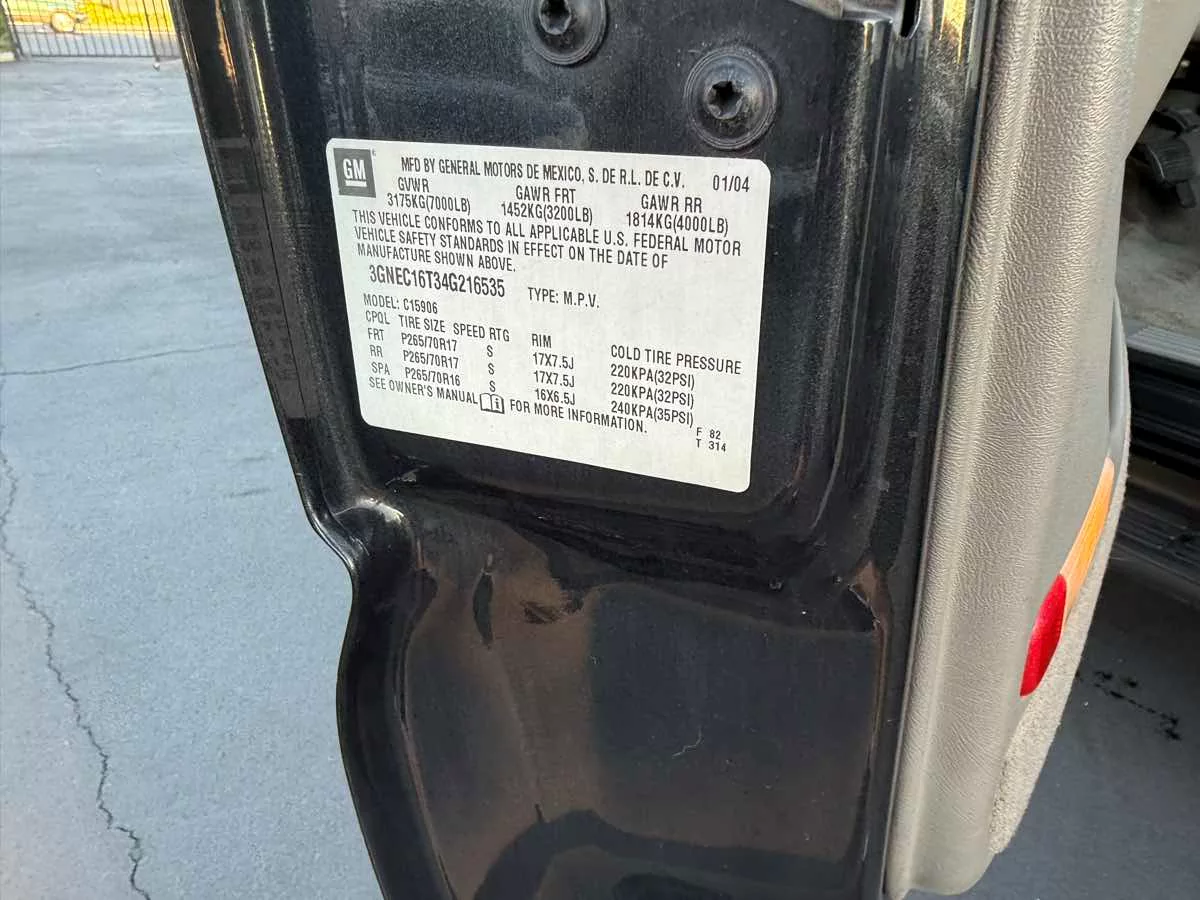 GM
MFD BY GENERAL MOTORS DE MEXICO, S. DE R.L. DE C.V. 01/04
GVWR GAWR FRT GAWR RR
3175KG(7000LB) 1452KG(3200LB) 1814KG(4000LB)
THIS VEHICLE CONFORMS TO ALL APPLICABLE U.S. FEDERAL MOTOR
VEHICLE SAFETY STANDARDS IN EFFECT ON THE DATE OF
MANUFACTURE SHOWN ABOVE.
3GNEC16T34G216535 TYPE: M.P.V.
MODEL: C15906
CPQL TIRE SIZE SPEED RTG RIM COLD TIRE PRESSURE
FRT P265/70R17 S 17X7.5J 220KPA(32PSI)
RR P265/70R17 S 17X7.5J 220KPA(32PSI)
SPA P265/70R16 S 16X6.5J 240KPA(35PSI)
SEE OWNER'S MANUAL i FOR MORE INFORMATION.
F 82
T 314